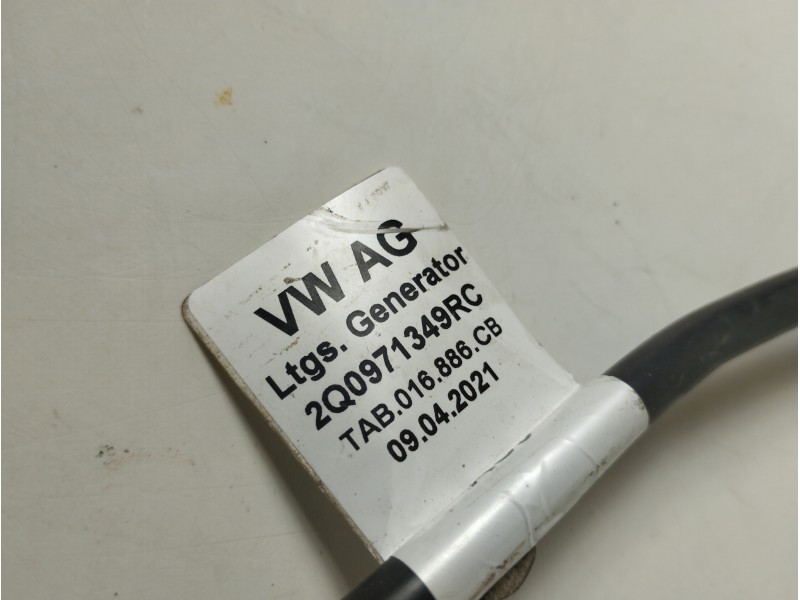 VW AG
Ltgs. Generator
2Q0971349RC
TAB.016.886.CB
09.04.2021